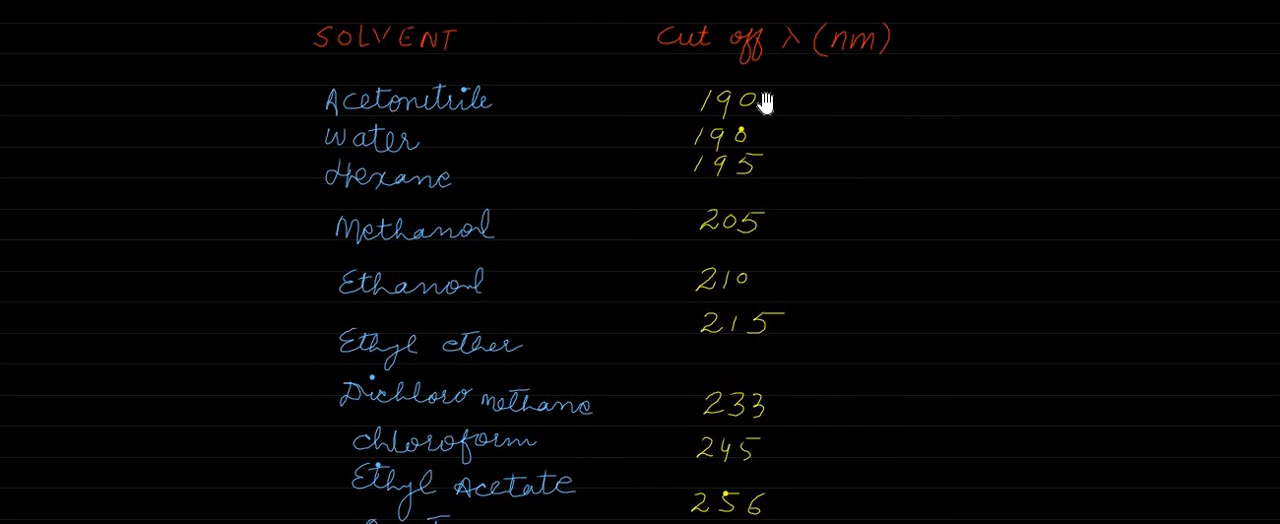 SOLVENT Cut off λ (nm)
Acetonitrile 190
Water 190
Hexane 195
Methanol 205
Ethanol 210
Ethyl ether 215
Dichloro methane 233
Chloroform 245
Ethyl Acetate 256